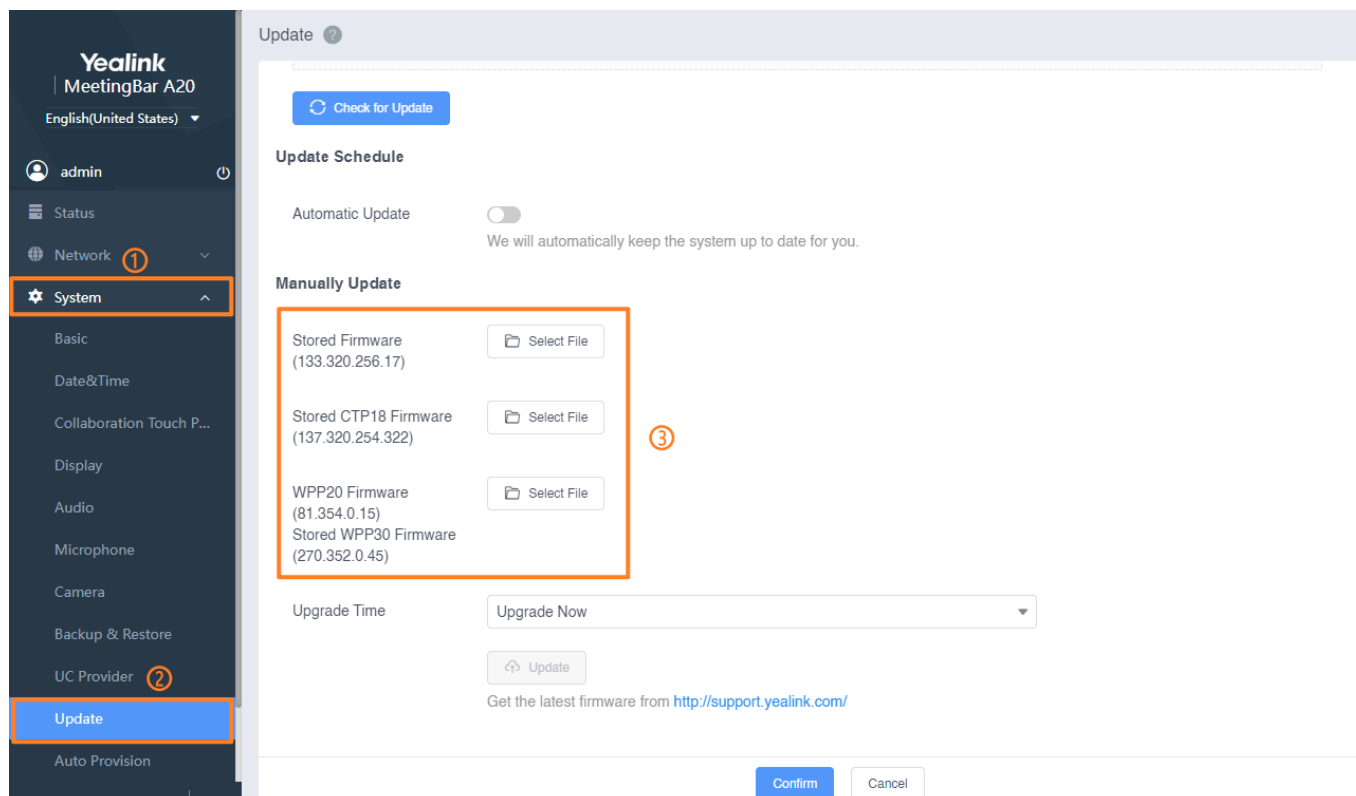 Yealink
MeetingBar A20
English(United States)
admin
Status
Network ①
System
Basic
Date&Time
Collaboration Touch P...
Display
Audio
Microphone
Camera
Backup & Restore
UC Provider ②
Update
Auto Provision
Update ?
Check for Update
Update Schedule
Automatic Update
We will automatically keep the system up to date for you.
Manually Update
Stored Firmware
(133.320.256.17)
Select File
Stored CTP18 Firmware
(137.320.254.322)
Select File
③
WPP20 Firmware
(81.354.0.15)
Stored WPP30 Firmware
(270.352.0.45)
Select File
Upgrade Time
Upgrade Now
Update
Get the latest firmware from http://support.yealink.com/
Confirm
Cancel